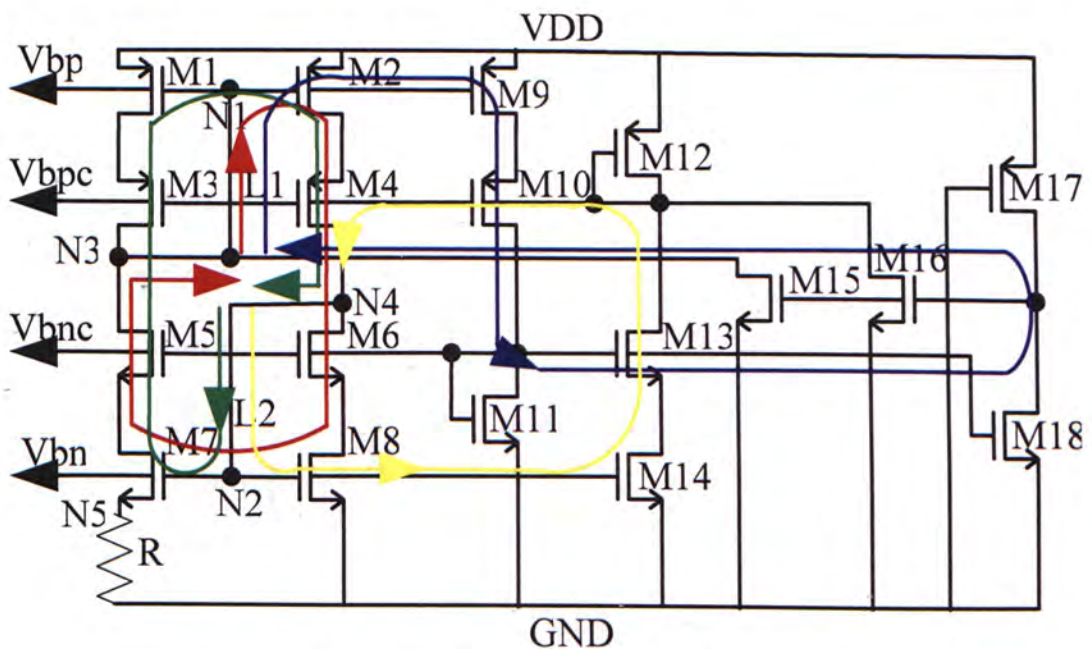 VDD
Vbp M1 M2 M9
N1 M12
Vbpc M3 L1 M4 M10 M17
N3 M16
M15
N4
Vbnc M5 M6 M13
L2 M11 M18
Vbn M7 M8 M14
N5 N2
R
GND